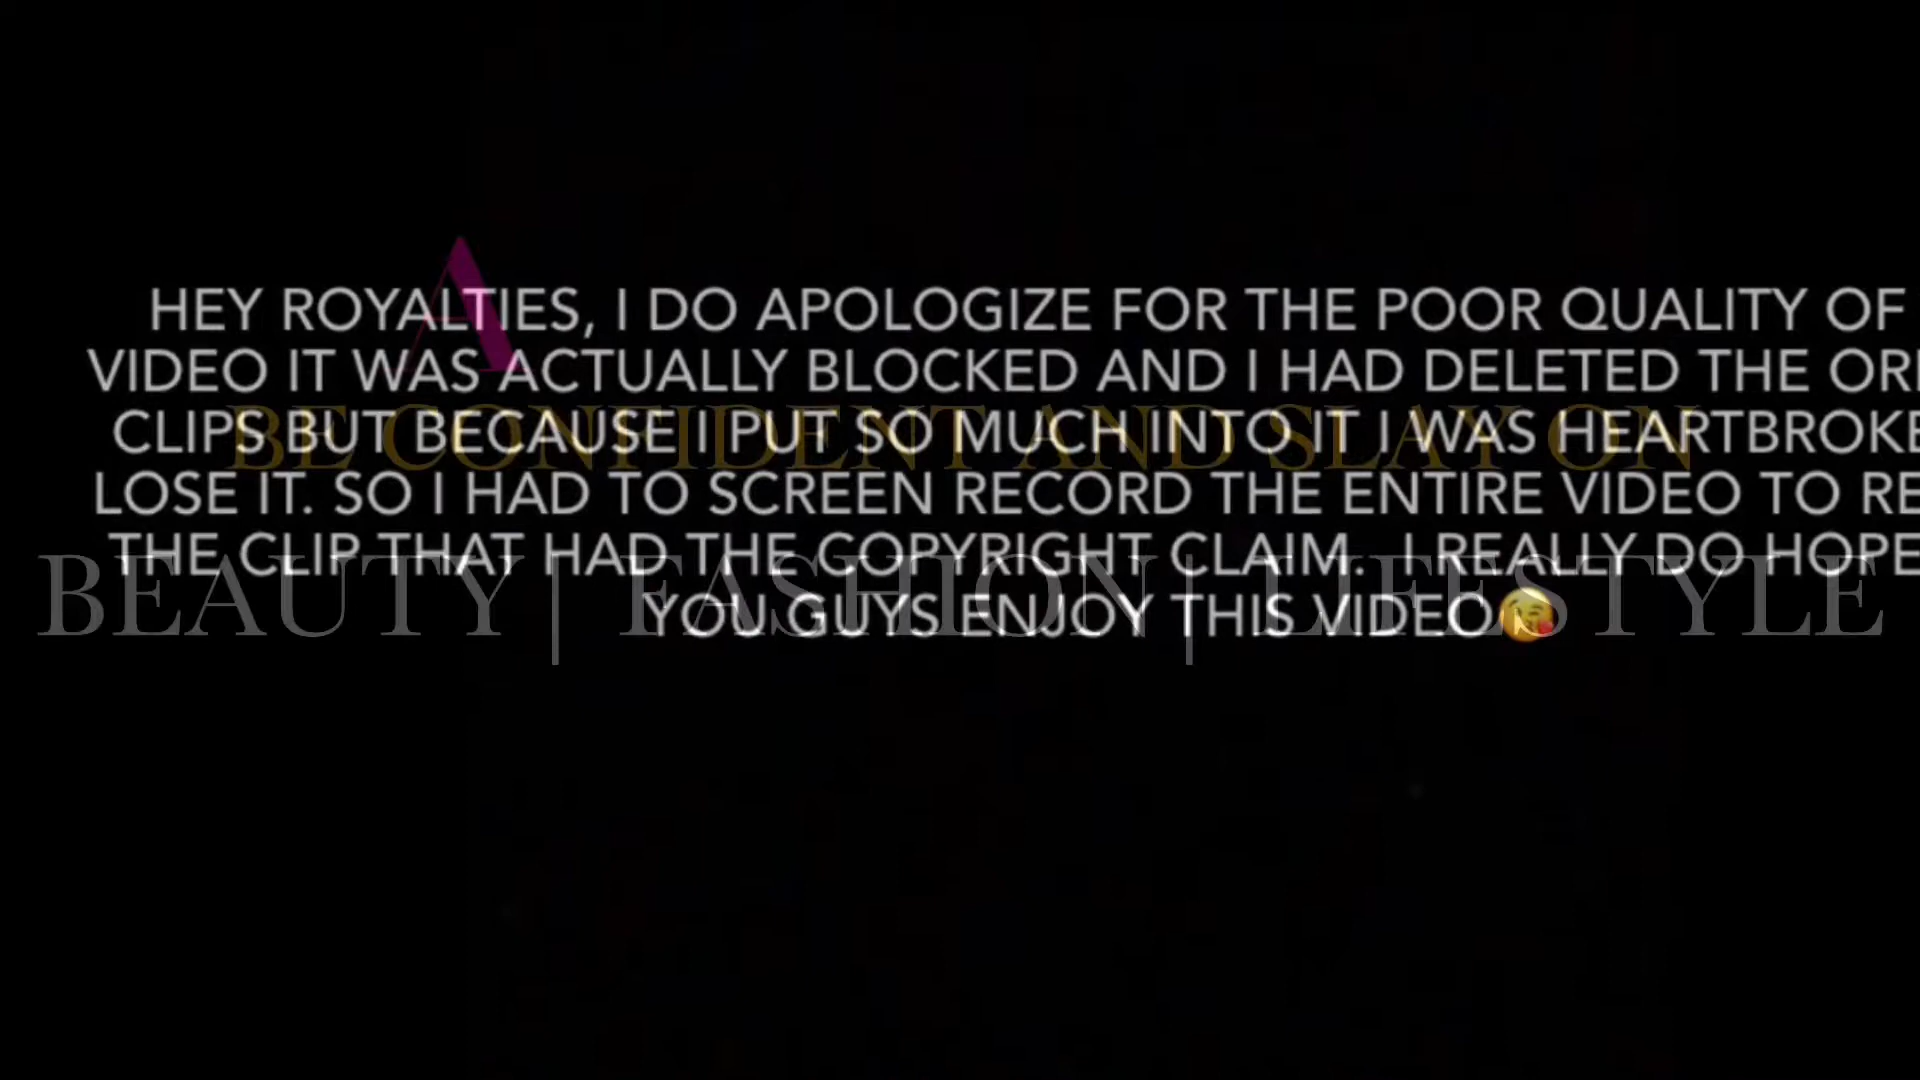 HEY ROYALTIES, I DO APOLOGIZE FOR THE POOR QUALITY OF
VIDEO IT WAS ACTUALLY BLOCKED AND I HAD DELETED THE
CLIPS BUT BECAUSE I PUT SO MUCH INTO IT I WAS
LOSE IT. SO I HAD TO SCREEN RECORD THE ENTIRE VIDEO TO
THE CLIP THAT HAD THE COPYRIGHT CLAIM. I REALLY DO HOPE
YOU GUYS ENJOY THIS VIDEO😘
A
BE CONFIDENT AND SLAY ON
BEAUTY | FASHION | LIFESTYLE